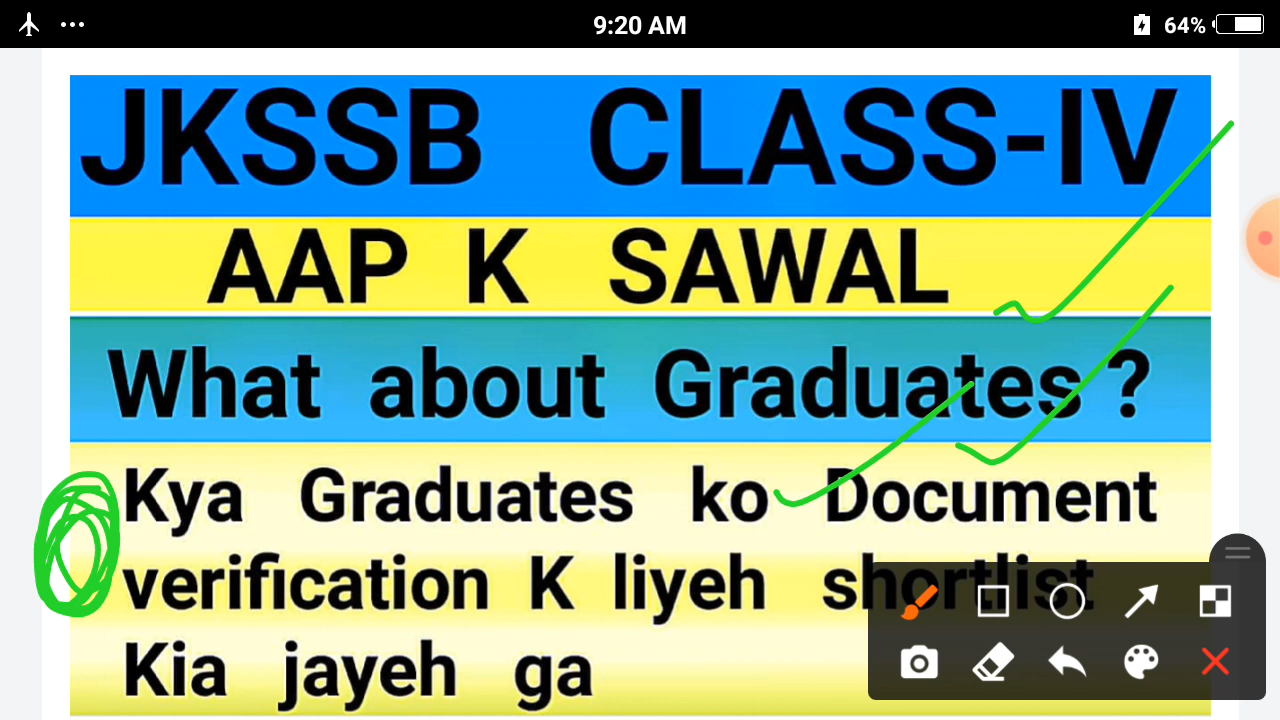 9:20 AM
64%
JKSSB CLASS-IV
AAP K SAWAL
What about Graduates ?
Kya Graduates ko Document
verification K liyeh shortlist
Kia jayeh ga